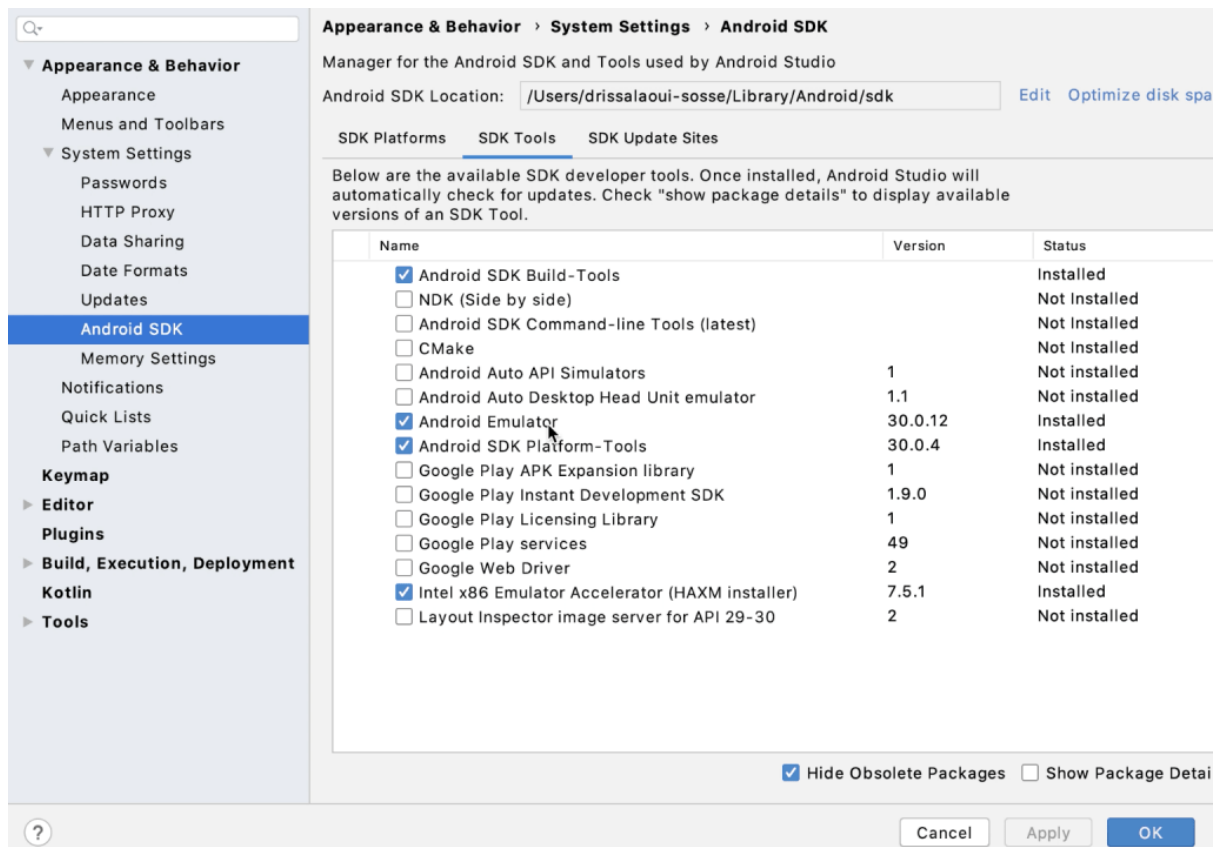 Appearance & Behavior
Appearance
Menus and Toolbars
System Settings
Passwords
HTTP Proxy
Data Sharing
Date Formats
Updates
Android SDK
Memory Settings
Notifications
Quick Lists
Path Variables
Keymap
Editor
Plugins
Build, Execution, Deployment
Kotlin
Tools
Appearance & Behavior › System Settings › Android SDK
Manager for the Android SDK and Tools used by Android Studio
Android SDK Location: /Users/drissalaoui-sosse/Library/Android/sdk Edit Optimize disk spa
SDK Platforms SDK Tools SDK Update Sites
Below are the available SDK developer tools. Once installed, Android Studio will
automatically check for updates. Check "show package details" to display available
versions of an SDK Tool.
Name Version Status
Android SDK Build-Tools Installed
NDK (Side by side) Not Installed
Android SDK Command-line Tools (latest) Not Installed
CMake Not Installed
Android Auto API Simulators 1 Not installed
Android Auto Desktop Head Unit emulator 1.1 Not installed
Android Emulator 30.0.12 Installed
Android SDK Platform-Tools 30.0.4 Installed
Google Play APK Expansion library 1 Not installed
Google Play Instant Development SDK 1.9.0 Not installed
Google Play Licensing Library 1 Not installed
Google Play services 49 Not installed
Google Web Driver 2 Not installed
Intel x86 Emulator Accelerator (HAXM installer) 7.5.1 Installed
Layout Inspector image server for API 29-30 2 Not installed
Hide Obsolete Packages Show Package Detai
? Cancel Apply OK